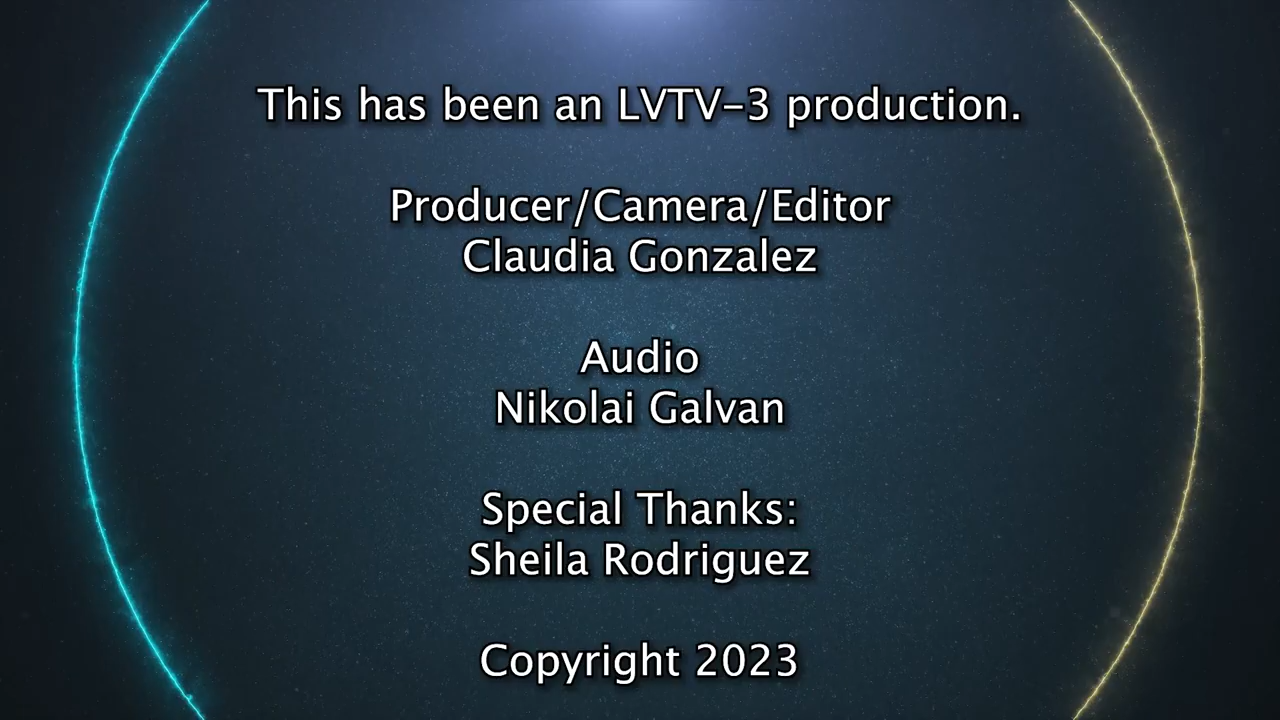 This has been an LVTV-3 production.
Producer/Camera/Editor
Claudia Gonzalez
Audio
Nikolai Galvan
Special Thanks:
Sheila Rodriguez
Copyright 2023